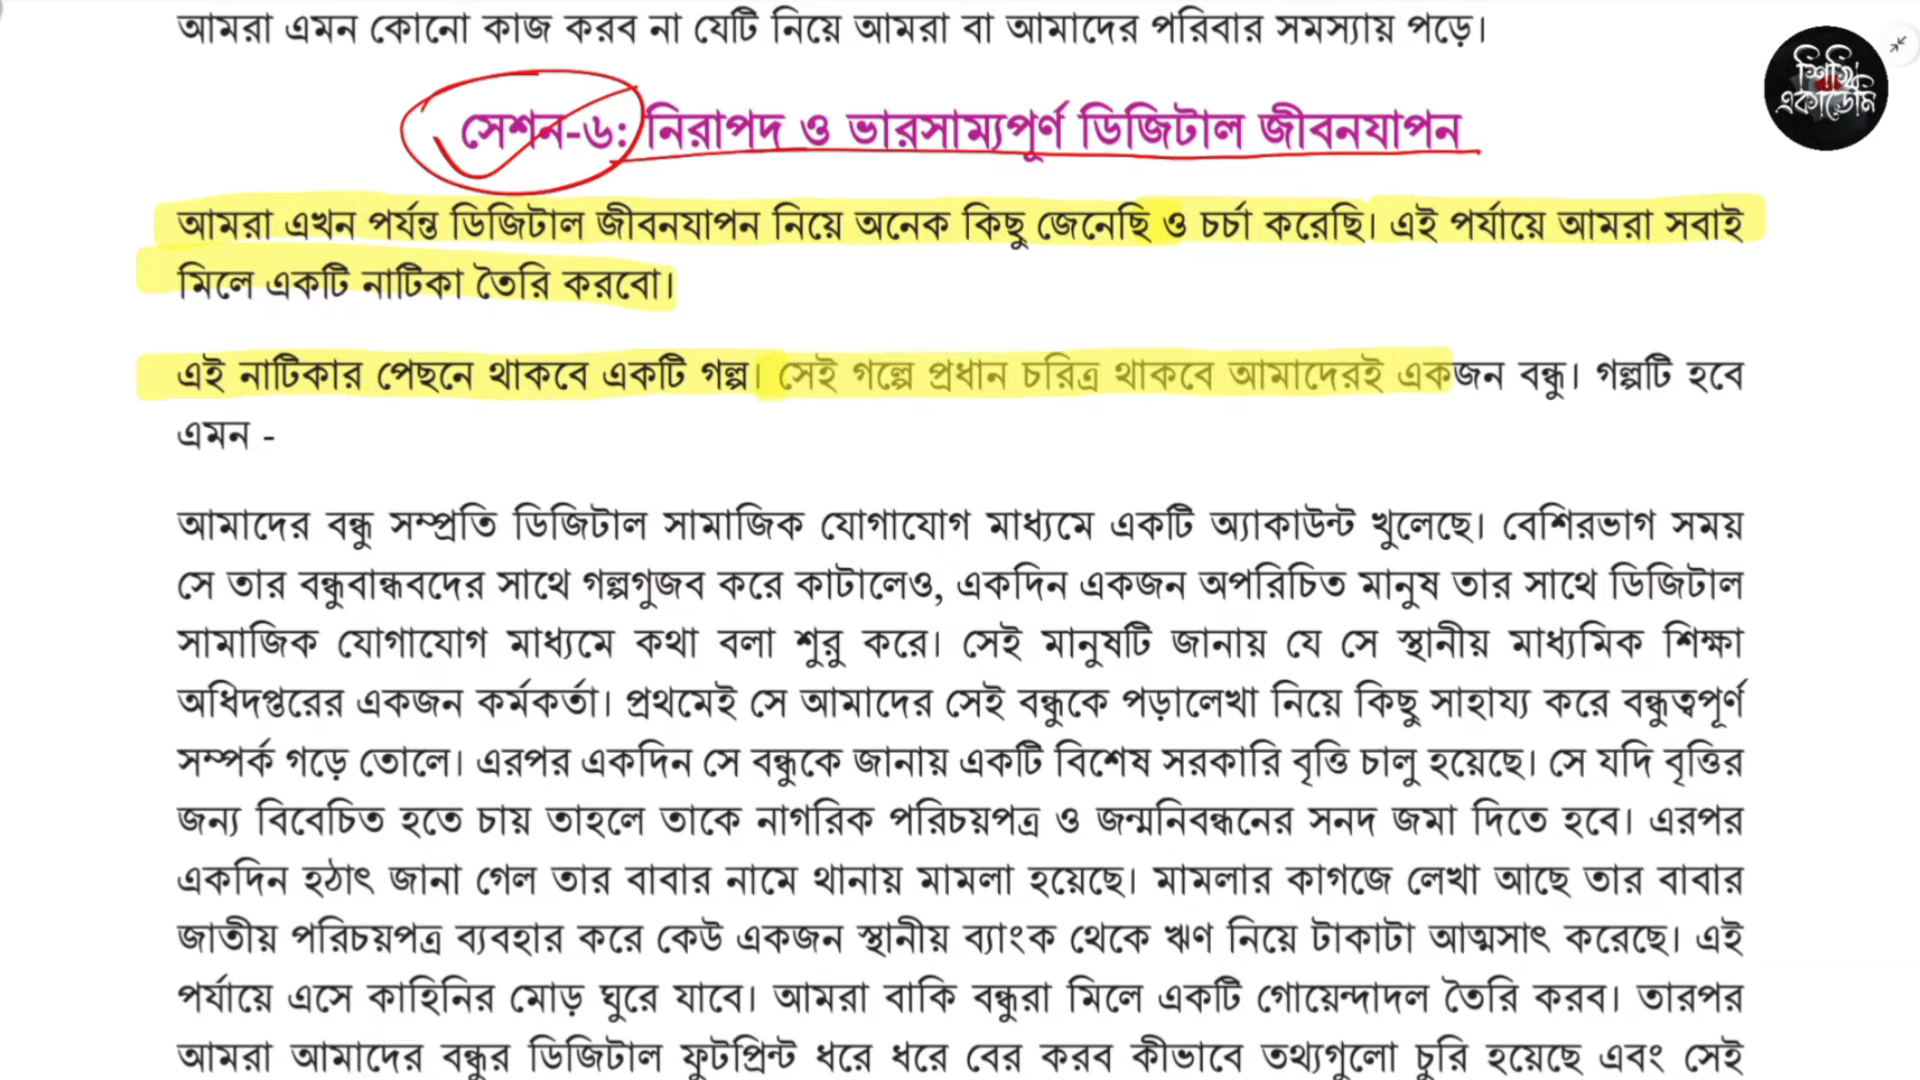 আমরা এমন কোনো কাজ করব না যেটি নিয়ে আমরা বা আমাদের পরিবার সমস্যায় পড়ে।
শিখি একাডেমি
সেশন-৬: নিরাপদ ও ভারসাম্যপূর্ণ ডিজিটাল জীবনযাপন
আমরা এখন পর্যন্ত ডিজিটাল জীবনযাপন নিয়ে অনেক কিছু জেনেছি ও চর্চা করেছি। এই পর্যায়ে আমরা সবাই
মিলে একটি নাটিকা তৈরি করবো।
এই নাটিকার পেছনে থাকবে একটি গল্প। সেই গল্পে প্রধান চরিত্র থাকবে আমাদেরই একজন বন্ধু। গল্পটি হবে
এমন -
আমাদের বন্ধু সম্প্রতি ডিজিটাল সামাজিক যোগাযোগ মাধ্যমে একটি অ্যাকাউন্ট খুলেছে। বেশিরভাগ সময়
সে তার বন্ধুবান্ধবদের সাথে গল্পগুজব করে কাটালেও, একদিন একজন অপরিচিত মানুষ তার সাথে ডিজিটাল
সামাজিক যোগাযোগ মাধ্যমে কথা বলা শুরু করে। সেই মানুষটি জানায় যে সে স্থানীয় মাধ্যমিক শিক্ষা
অধিদপ্তরের একজন কর্মকর্তা। প্রথমেই সে আমাদের সেই বন্ধুকে পড়ালেখা নিয়ে কিছু সাহায্য করে বন্ধুত্বপূর্ণ
সম্পর্ক গড়ে তোলে। এরপর একদিন সে বন্ধুকে জানায় একটি বিশেষ সরকারি বৃত্তি চালু হয়েছে। সে যদি বৃত্তির
জন্য বিবেচিত হতে চায় তাহলে তাকে নাগরিক পরিচয়পত্র ও জন্মনিবন্ধনের সনদ জমা দিতে হবে। এরপর
একদিন হঠাৎ জানা গেল তার বাবার নামে থানায় মামলা হয়েছে। মামলার কাগজে লেখা আছে তার বাবার
জাতীয় পরিচয়পত্র ব্যবহার করে কেউ একজন স্থানীয় ব্যাংক থেকে ঋণ নিয়ে টাকাটা আত্মসাৎ করেছে। এই
পর্যায়ে এসে কাহিনির মোড় ঘুরে যাবে। আমরা বাকি বন্ধুরা মিলে একটি গোয়েন্দাদল তৈরি করব। তারপর
আমরা আমাদের বন্ধুর ডিজিটাল ফুটপ্রিন্ট ধরে ধরে বের করব কীভাবে তথ্যগুলো চুরি হয়েছে এবং সেই